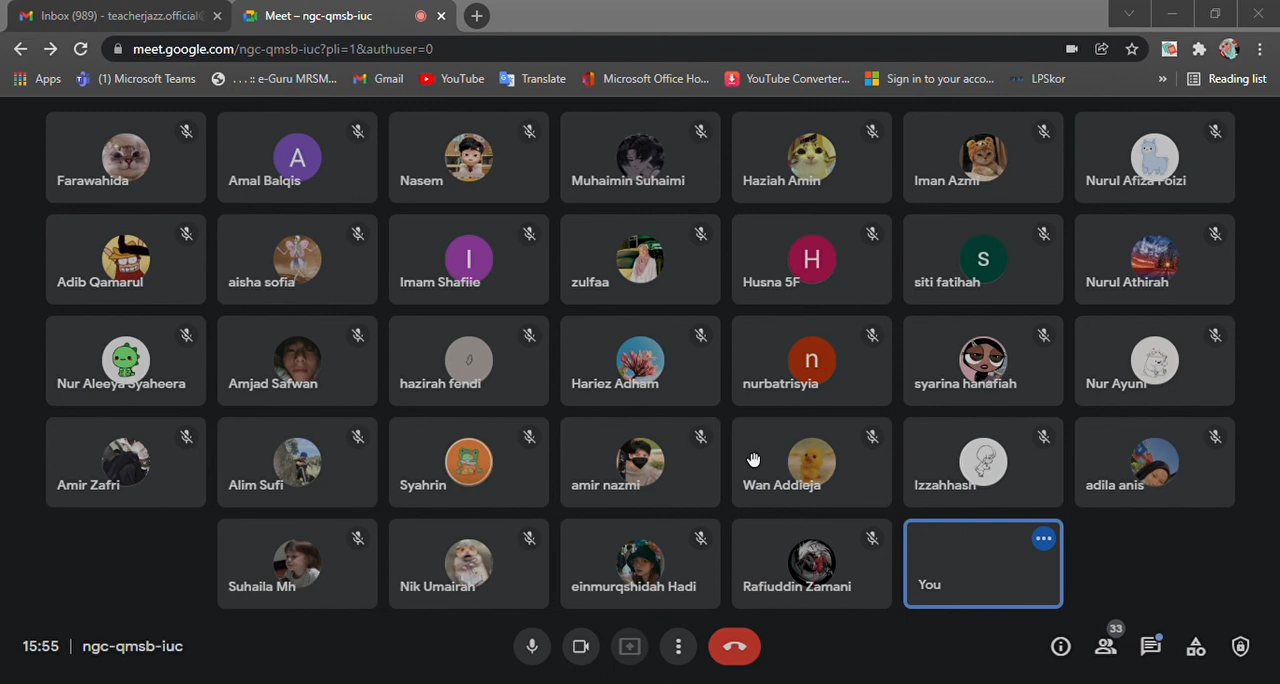 Inbox (989) - teacherjazz.official
Meet – ngc-qmsb-iuc
meet.google.com/ngc-qmsb-iuc?pli=1&authuser=0
Apps (1) Microsoft Teams . . . :: e-Guru MRSM... Gmail YouTube Translate Microsoft Office Ho... YouTube Converter... Sign in to your acco... LPSkor » Reading list
Farawahida
A
Amal Balqis
Nasem
Muhaimin Suhaimi
Haziah Amin
Iman Azmi
Nurul Afiza Foizi
Adib Qamarul
aisha sofia
I
Imam Shafiie
zulfaa
H
Husna 5F
s
siti fatihah
Nurul Athirah
Nur Aleeya Syaheera
Amjad Safwan
hazirah fendi
Hariez Adham
n
nurbatrisyia
syarina hanafiah
Nur Ayuni
Amir Zafri
Alim Sufi
Syahrin
amir nazmi
Wan Addieja
Izzahhash
adila anis
Suhaila Mh
Nik Umairah
einmurqshidah Hadi
Rafiuddin Zamani
You
15:55 | ngc-qmsb-iuc
33